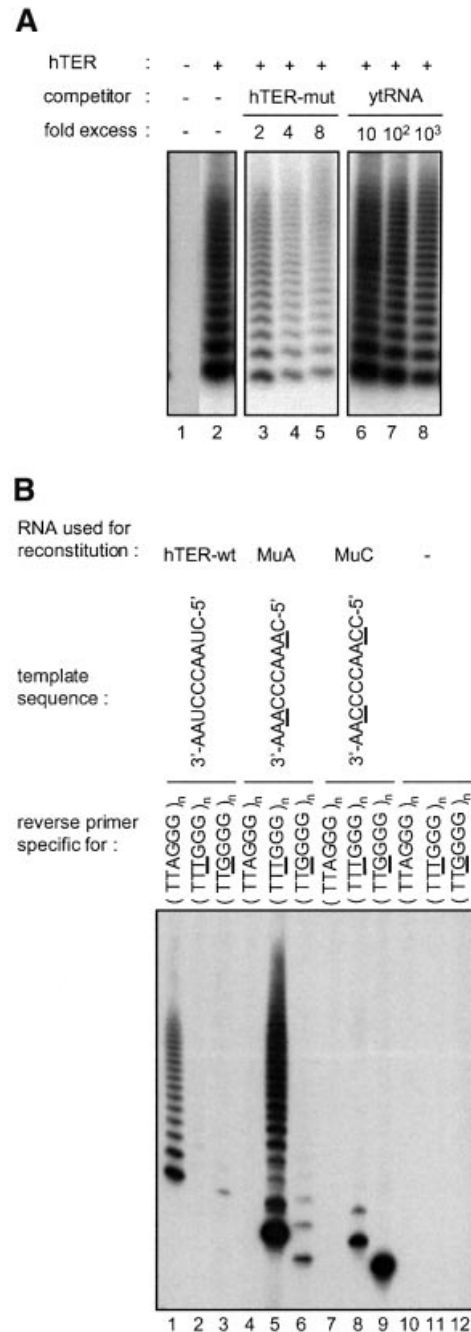 A
hTER : - + + + + + + +
competitor : - - hTER-mut ytRNA
fold excess : - - 2 4 8 10 10² 10³
1 2 3 4 5 6 7 8
B
RNA used for
reconstitution : hTER-wt MuA MuC -
template
sequence : 3'-AAUCCCAAUC-5' 3'-AAACCCAAAC-5' 3'-AACCCCAACC-5'
reverse primer
specific for : ( TTAGGG )n ( TTTGGG )n ( TTGGGG )n ( TTAGGG )n ( TTTGGG )n ( TTGGGG )n ( TTAGGG )n ( TTTGGG )n ( TTGGGG )n ( TTAGGG )n ( TTTGGG )n ( TTGGGG )n
1 2 3 4 5 6 7 8 9 10 11 12